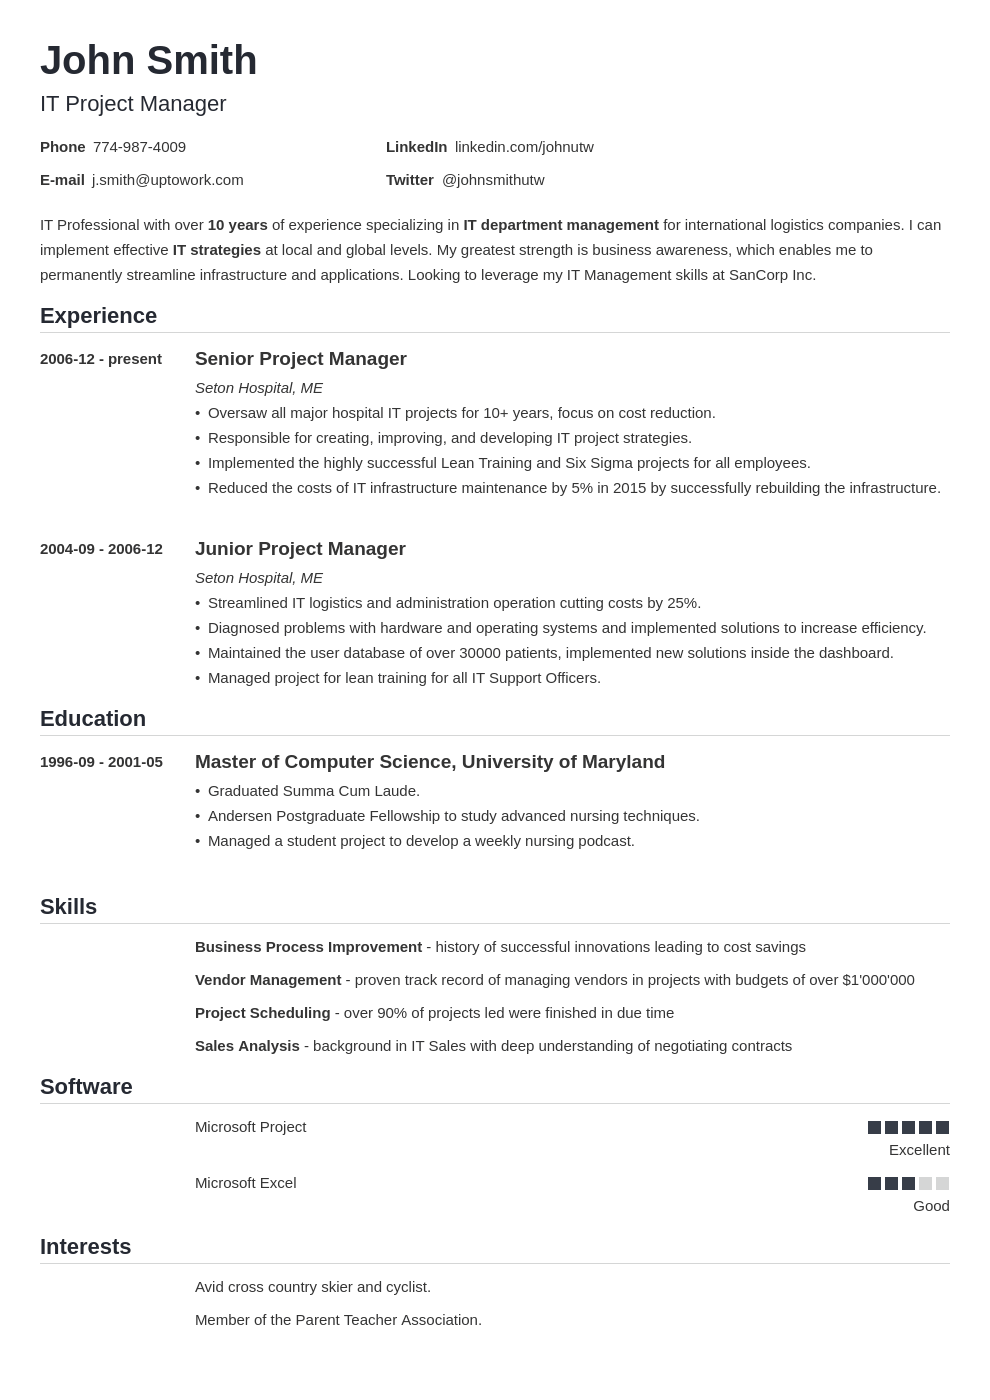 John Smith
IT Project Manager
Phone 774-987-4009 LinkedIn linkedin.com/johnutw
E-mail j.smith@uptowork.com Twitter @johnsmithutw
IT Professional with over 10 years of experience specializing in IT department management for international logistics companies. I can
implement effective IT strategies at local and global levels. My greatest strength is business awareness, which enables me to
permanently streamline infrastructure and applications. Looking to leverage my IT Management skills at SanCorp Inc.
Experience
2006-12 - present Senior Project Manager
Seton Hospital, ME
• Oversaw all major hospital IT projects for 10+ years, focus on cost reduction.
• Responsible for creating, improving, and developing IT project strategies.
• Implemented the highly successful Lean Training and Six Sigma projects for all employees.
• Reduced the costs of IT infrastructure maintenance by 5% in 2015 by successfully rebuilding the infrastructure.
2004-09 - 2006-12 Junior Project Manager
Seton Hospital, ME
• Streamlined IT logistics and administration operation cutting costs by 25%.
• Diagnosed problems with hardware and operating systems and implemented solutions to increase efficiency.
• Maintained the user database of over 30000 patients, implemented new solutions inside the dashboard.
• Managed project for lean training for all IT Support Officers.
Education
1996-09 - 2001-05 Master of Computer Science, University of Maryland
• Graduated Summa Cum Laude.
• Andersen Postgraduate Fellowship to study advanced nursing techniques.
• Managed a student project to develop a weekly nursing podcast.
Skills
Business Process Improvement - history of successful innovations leading to cost savings
Vendor Management - proven track record of managing vendors in projects with budgets of over $1'000'000
Project Scheduling - over 90% of projects led were finished in due time
Sales Analysis - background in IT Sales with deep understanding of negotiating contracts
Software
Microsoft Project
Excellent
Microsoft Excel
Good
Interests
Avid cross country skier and cyclist.
Member of the Parent Teacher Association.